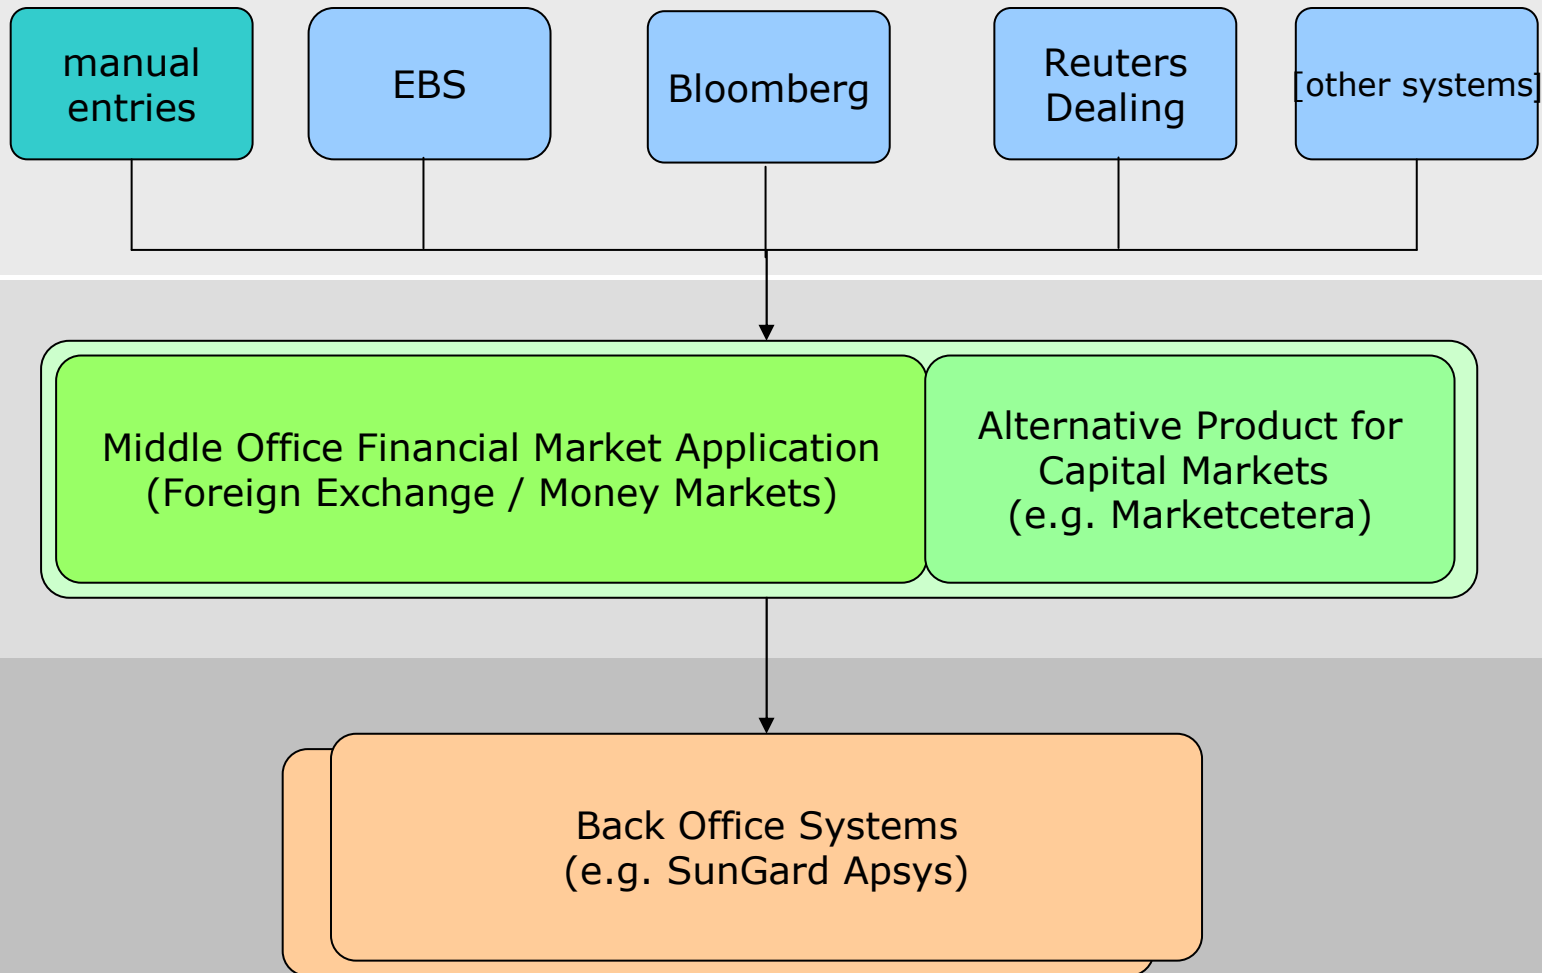 manual
entries
EBS
Bloomberg
Reuters
Dealing
[other systems]
Middle Office Financial Market Application
(Foreign Exchange / Money Markets)
Alternative Product for
Capital Markets
(e.g. Marketcetera)
Back Office Systems
(e.g. SunGard Apsys)